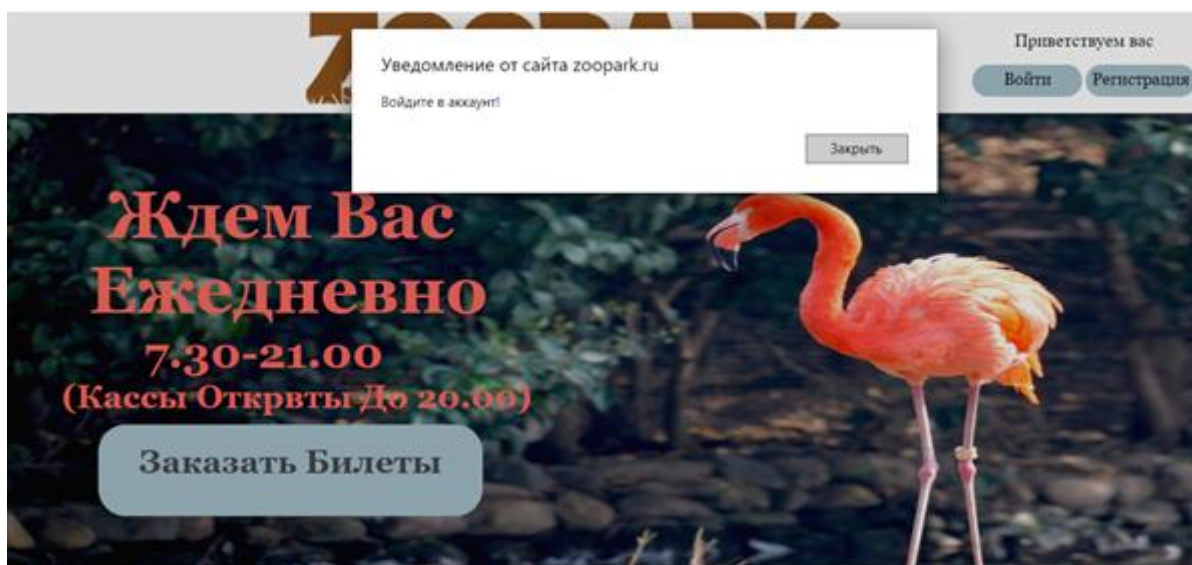 ZOOPARK
Уведомление от сайта zoopark.ru
Войдите в аккаунт!
Закрыть
Приветствуем вас
Войти Регистрация
Ждем Вас
Ежедневно
7.30-21.00
(Кассы Открвты До 20.00)
Заказать Билеты